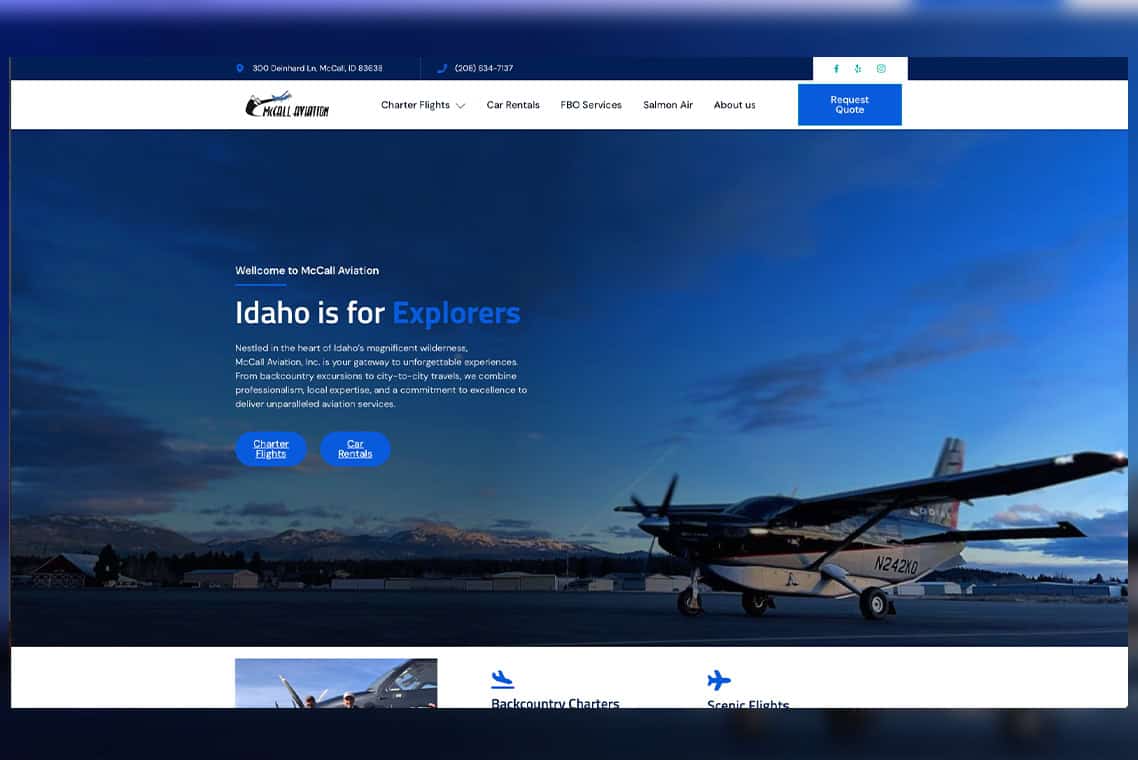 300 Deinhard Ln, McCall, ID 83638
(208) 634-7137
McCALL AVIATION
Charter Flights
Car Rentals
FBO Services
Salmon Air
About us
Request
Quote
Wellcome to McCall Aviation
Idaho is for Explorers
Nestled in the heart of Idaho's magnificent wilderness,
McCall Aviation, Inc. is your gateway to unforgettable experiences.
From backcountry excursions to city-to-city travels, we combine
professionalism, local expertise, and a commitment to excellence to
deliver unparalleled aviation services.
Charter
Flights
Car
Rentals
N242KQ
Backcountry Charters
Scenic Flights